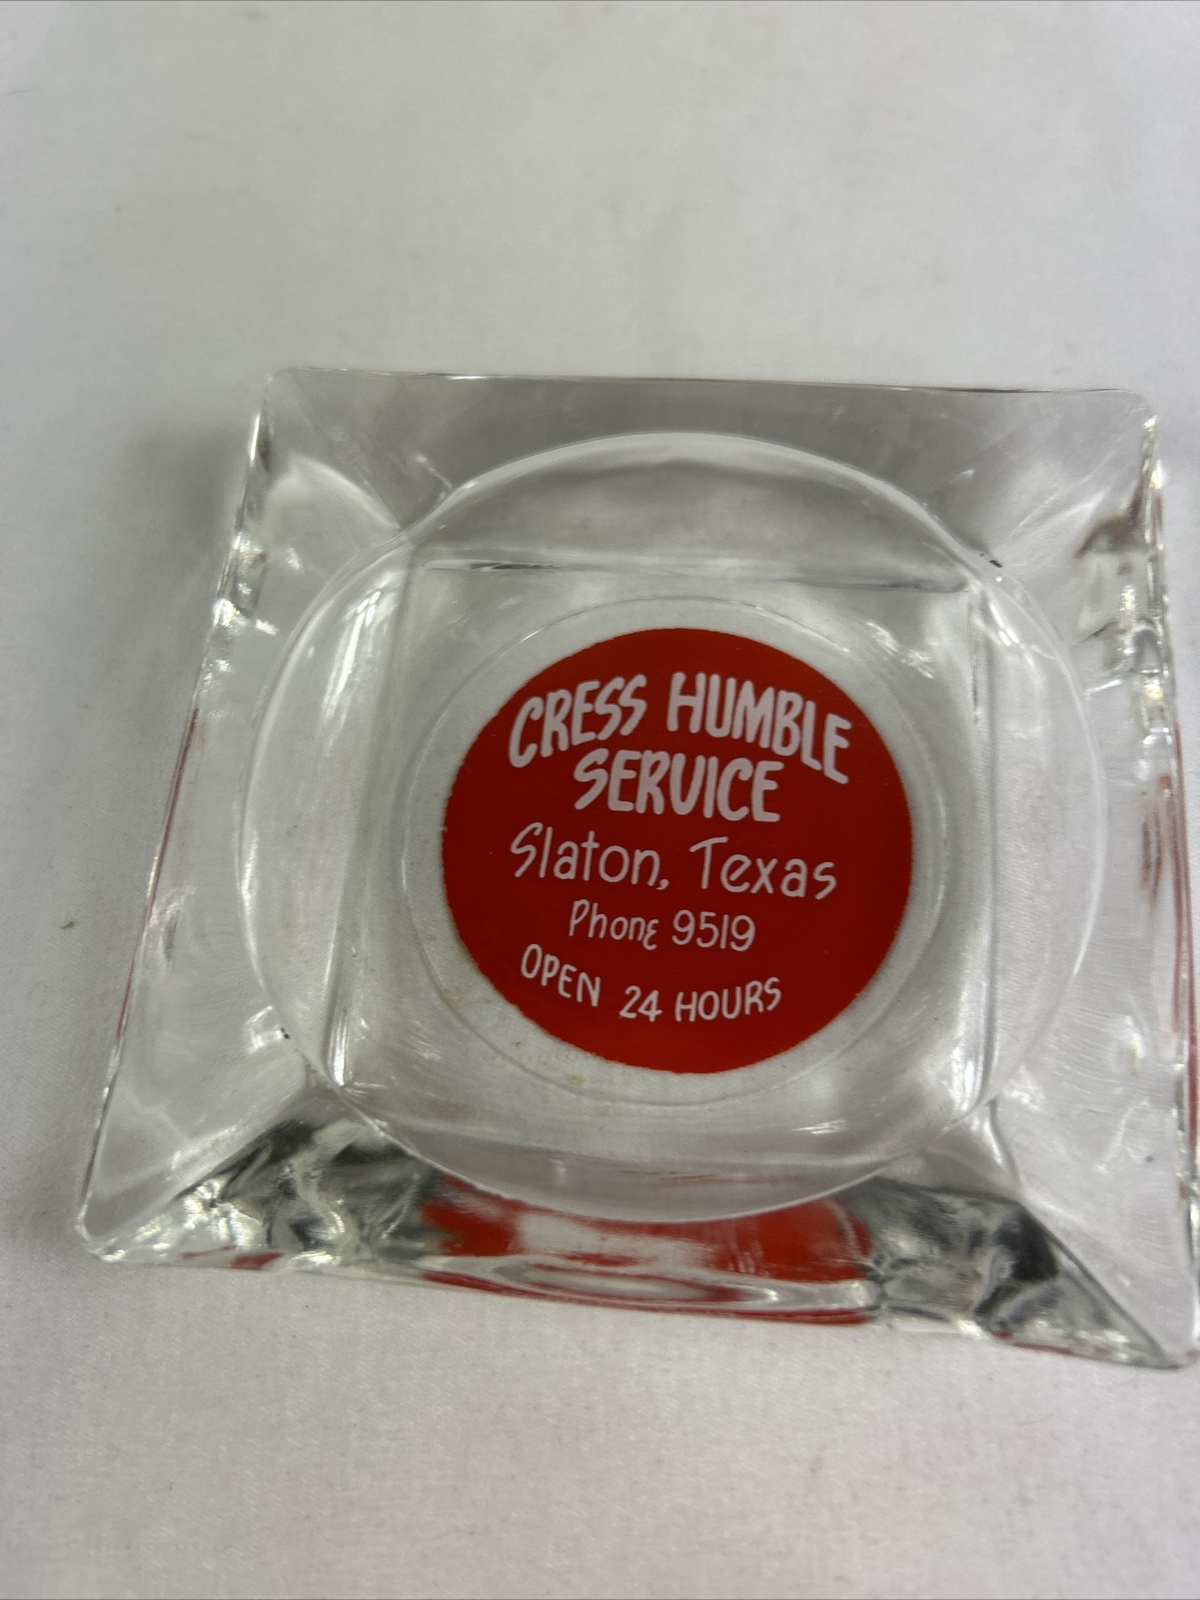 CRESS HUMBLE
SERVICE
Slaton, Texas
Phone 9519
OPEN 24 HOURS